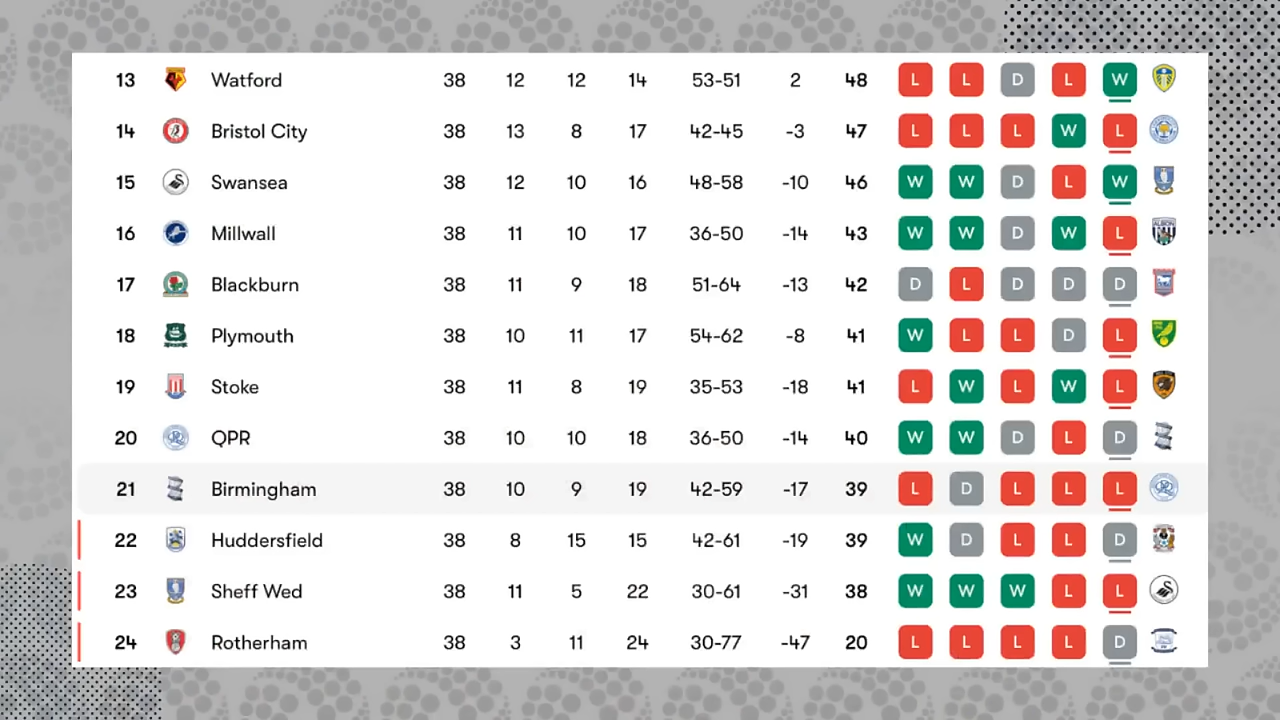 13 Watford 38 12 12 14 53-51 2 48 L L D L W
14 Bristol City 38 13 8 17 42-45 -3 47 L L L W L
15 Swansea 38 12 10 16 48-58 -10 46 W W D L W
16 Millwall 38 11 10 17 36-50 -14 43 W W D W L
17 Blackburn 38 11 9 18 51-64 -13 42 D L D D D
18 Plymouth 38 10 11 17 54-62 -8 41 W L L D L
19 Stoke 38 11 8 19 35-53 -18 41 L W L W L
20 QPR 38 10 10 18 36-50 -14 40 W W D L D
21 Birmingham 38 10 9 19 42-59 -17 39 L D L L L
22 Huddersfield 38 8 15 15 42-61 -19 39 W D L L D
23 Sheff Wed 38 11 5 22 30-61 -31 38 W W W L L
24 Rotherham 38 3 11 24 30-77 -47 20 L L L L D